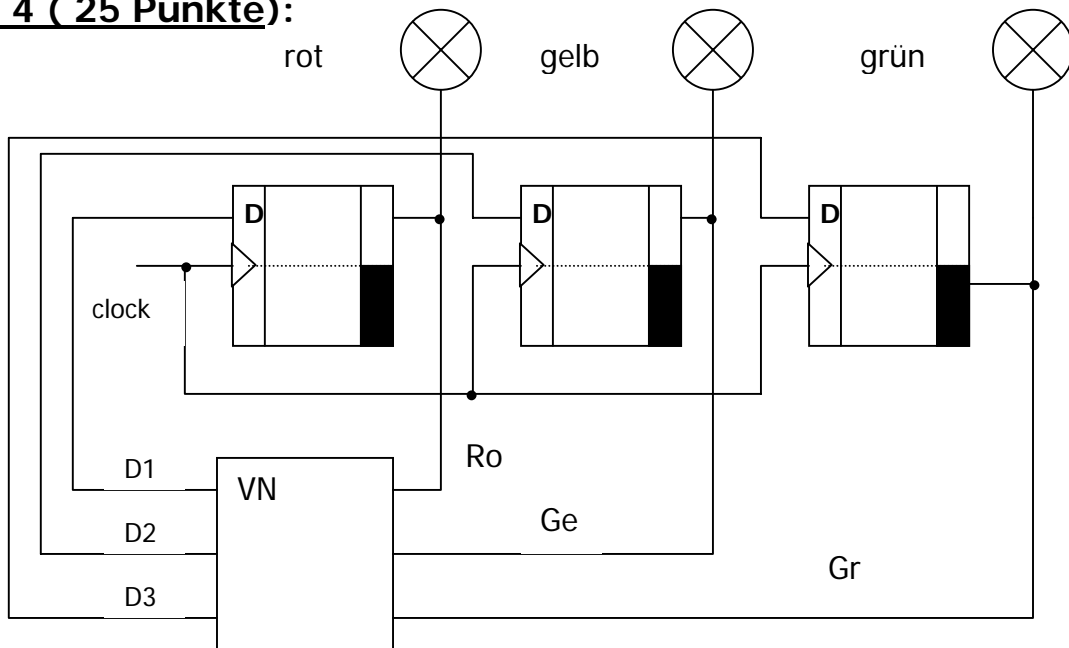 4 ( 25 Punkte):
rot gelb grün
D D D
clock
D1 VN Ro
D2 Ge
D3 Gr